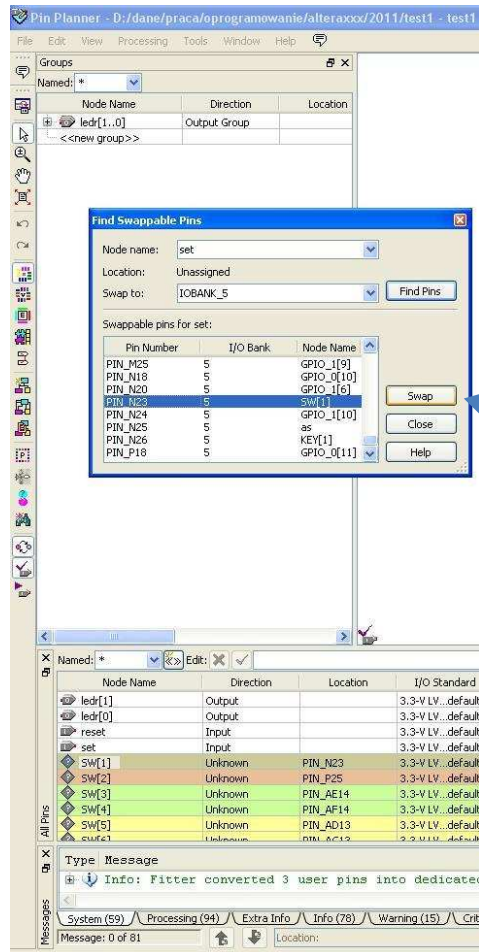 Pin Planner - D:/dane/praca/oprogramowanie/alteraxxx/2011/test1 - test1
File Edit View Processing Tools Window Help
Groups
Named: *
Node Name Direction Location
ledr[1..0] Output Group
<<new group>>
Find Swappable Pins
Node name: set
Location: Unassigned
Swap to: IOBANK_5 Find Pins
Swappable pins for set:
Pin Number I/O Bank Node Name
PIN_M25 5 GPIO_1[9]
PIN_N18 5 GPIO_0[10]
PIN_N20 5 GPIO_1[6]
PIN_N23 5 SW[1]
PIN_N24 5 GPIO_1[10]
PIN_N25 5 as
PIN_N26 5 KEY[1]
PIN_P18 5 GPIO_0[11]
Swap
Close
Help
Named: * Edit:
Node Name Direction Location I/O Standard
ledr[1] Output 3.3-V LV...default
ledr[0] Output 3.3-V LV...default
reset Input 3.3-V LV...default
set Input 3.3-V LV...default
SW[1] Unknown PIN_N23 3.3-V LV...default
SW[2] Unknown PIN_P25 3.3-V LV...default
SW[3] Unknown PIN_AE14 3.3-V LV...default
SW[4] Unknown PIN_AF14 3.3-V LV...default
SW[5] Unknown PIN_AD13 3.3-V LV...default
SW[6] Unknown PIN_AC13 3.3-V LV...default
All Pins
Type Message
Info: Fitter converted 3 user pins into dedicated
System (59) Processing (94) Extra Info Info (78) Warning (15) Crit
Message: 0 of 81 Location:
Messages